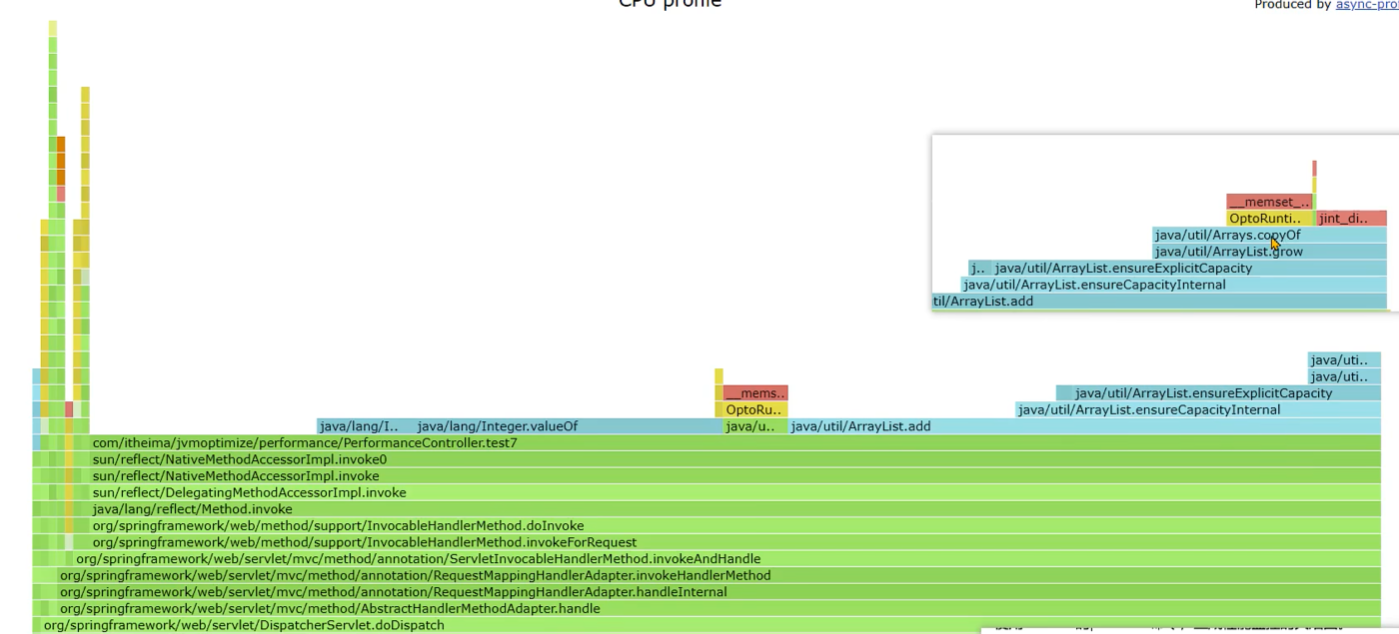 CPU profile
Produced by async-pro
__memset_..
OptoRunti.. jint_di..
java/util/Arrays.copyOf
java/util/ArrayList.grow
j.. java/util/ArrayList.ensureExplicitCapacity
java/util/ArrayList.ensureCapacityInternal
til/ArrayList.add
java/uti..
java/uti..
__mems.. java/util/ArrayList.ensureExplicitCapacity
OptoRu.. java/util/ArrayList.ensureCapacityInternal
java/lang/I.. java/lang/Integer.valueOf java/u.. java/util/ArrayList.add
com/itheima/jvmoptimize/performance/PerformanceController.test7
sun/reflect/NativeMethodAccessorImpl.invoke0
sun/reflect/NativeMethodAccessorImpl.invoke
sun/reflect/DelegatingMethodAccessorImpl.invoke
java/lang/reflect/Method.invoke
org/springframework/web/method/support/InvocableHandlerMethod.doInvoke
org/springframework/web/method/support/InvocableHandlerMethod.invokeForRequest
org/springframework/web/servlet/mvc/method/annotation/ServletInvocableHandlerMethod.invokeAndHandle
org/springframework/web/servlet/mvc/method/annotation/RequestMappingHandlerAdapter.invokeHandlerMethod
org/springframework/web/servlet/mvc/method/annotation/RequestMappingHandlerAdapter.handleInternal
org/springframework/web/servlet/mvc/method/AbstractHandlerMethodAdapter.handle
org/springframework/web/servlet/DispatcherServlet.doDispatch